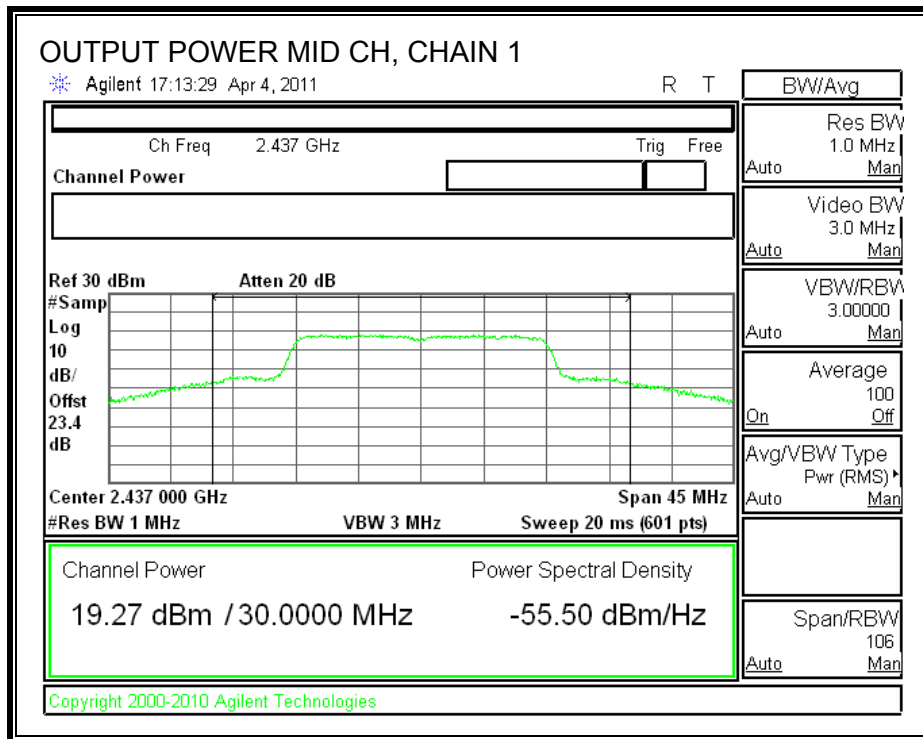 OUTPUT POWER MID CH, CHAIN 1
Agilent 17:13:29 Apr 4, 2011 R T
Ch Freq 2.437 GHz Trig Free
Channel Power
Ref 30 dBm Atten 20 dB
#Samp
Log
10
dB/
Offst
23.4
dB
Center 2.437 000 GHz Span 45 MHz
#Res BW 1 MHz VBW 3 MHz Sweep 20 ms (601 pts)
Channel Power Power Spectral Density
19.27 dBm / 30.0000 MHz -55.50 dBm/Hz
Copyright 2000-2010 Agilent Technologies
BW/Avg
Res BW
1.0 MHz
Auto Man
Video BW
3.0 MHz
Auto Man
VBW/RBW
3.00000
Auto Man
Average
100
On Off
Avg/VBW Type
Pwr (RMS)
Auto Man
Span/RBW
106
Auto Man